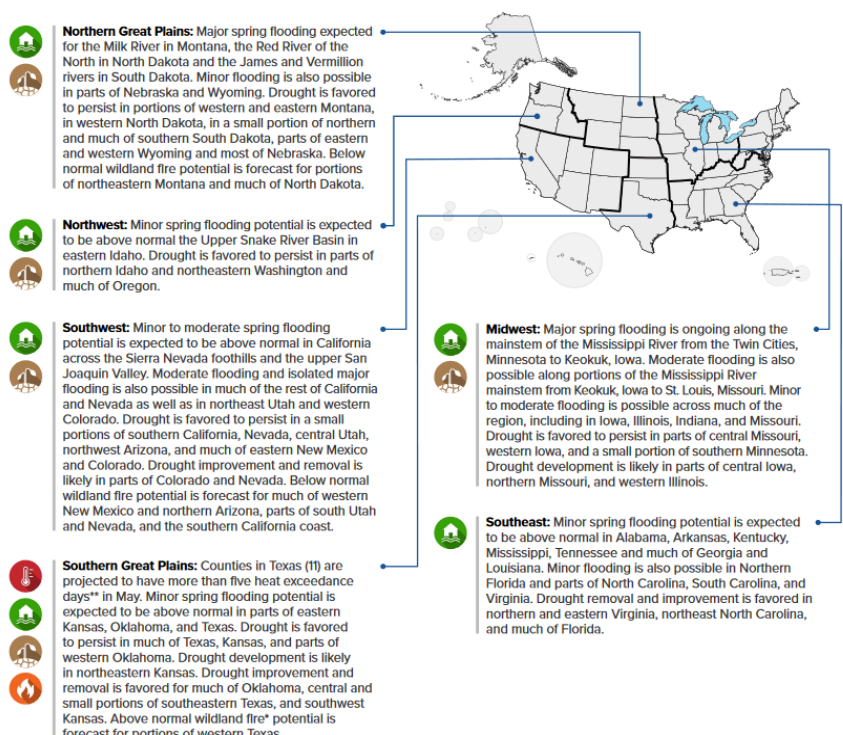 Northern Great Plains: Major spring flooding expected
for the Milk River in Montana, the Red River of the
North in North Dakota and the James and Vermillion
rivers in South Dakota. Minor flooding is also possible
in parts of Nebraska and Wyoming. Drought is favored
to persist in portions of western and eastern Montana,
in western North Dakota, in a small portion of northern
and much of southern South Dakota, parts of eastern
and western Wyoming and most of Nebraska. Below
normal wildland fire potential is forecast for portions
of northeastern Montana and much of North Dakota.
Northwest: Minor spring flooding potential is expected
to be above normal the Upper Snake River Basin in
eastern Idaho. Drought is favored to persist in parts of
northern Idaho and northeastern Washington and
much of Oregon.
Southwest: Minor to moderate spring flooding
potential is expected to be above normal in California
across the Sierra Nevada foothills and the upper San
Joaquin Valley. Moderate flooding and isolated major
flooding is also possible in much of the rest of California
and Nevada as well as in northeast Utah and western
Colorado. Drought is favored to persist in a small
portions of southern California, Nevada, central Utah,
northwest Arizona, and much of eastern New Mexico
and Colorado. Drought improvement and removal is
likely in parts of Colorado and Nevada. Below normal
wildland fire potential is forecast for much of western
New Mexico and northern Arizona, parts of south Utah
and Nevada, and the southern California coast.
Southern Great Plains: Counties in Texas (11) are
projected to have more than five heat exceedance
days** in May. Minor spring flooding potential is
expected to be above normal in parts of eastern
Kansas, Oklahoma, and Texas. Drought is favored
to persist in much of Texas, Kansas, and parts of
western Oklahoma. Drought development is likely
in northeastern Kansas. Drought improvement and
removal is favored for much of Oklahoma, central and
small portions of southeastern Texas, and southwest
Kansas. Above normal wildland fire* potential is
forecast for portions of western Texas.
Midwest: Major spring flooding is ongoing along the
mainstem of the Mississippi River from the Twin Cities,
Minnesota to Keokuk, Iowa. Moderate flooding is also
possible along portions of the Mississippi River
mainstem from Keokuk, Iowa to St. Louis, Missouri. Minor
to moderate flooding is possible across much of the
region, including in Iowa, Illinois, Indiana, and Missouri.
Drought is favored to persist in parts of central Missouri,
western Iowa, and a small portion of southern Minnesota.
Drought development is likely in parts of central Iowa,
northern Missouri, and western Illinois.
Southeast: Minor spring flooding potential is expected
to be above normal in Alabama, Arkansas, Kentucky,
Mississippi, Tennessee and much of Georgia and
Louisiana. Minor flooding is also possible in Northern
Florida and parts of North Carolina, South Carolina, and
Virginia. Drought removal and improvement is favored in
northern and eastern Virginia, northeast North Carolina,
and much of Florida.